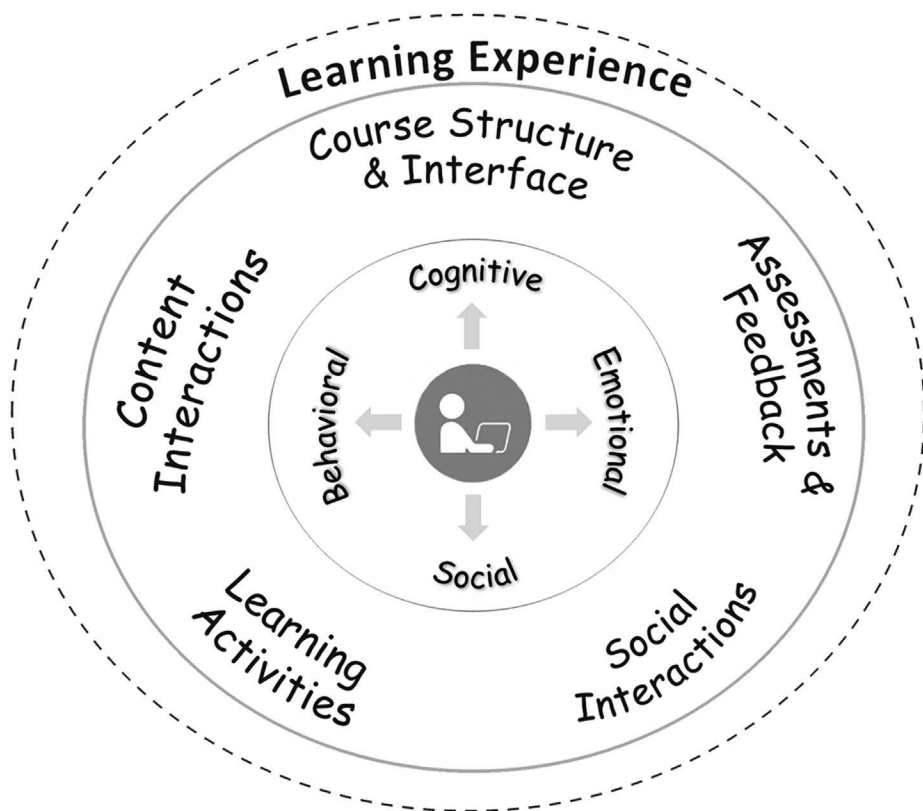 Learning Experience
Course Structure
& Interface
Content
Interactions
Assessments &
Feedback
Cognitive
Behavioral
Emotional
Social
Learning
Activities
Social
Interactions